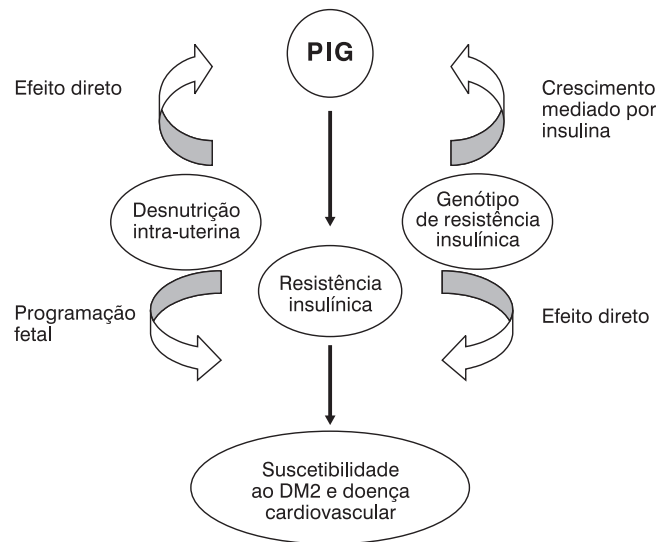 PIG
Efeito direto
Crescimento
mediado por
insulina
Desnutrição
intra-uterina
Genótipo
de resistência
insulínica
Resistência
insulínica
Programação
fetal
Efeito direto
Suscetibilidade
ao DM2 e doença
cardiovascular